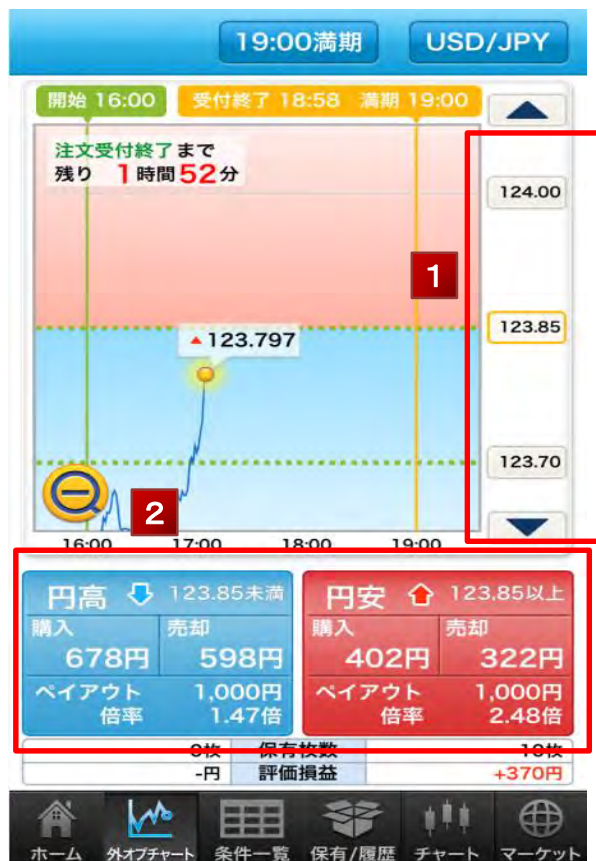 19:00満期 USD/JPY
開始 16:00 受付終了 18:58 満期 19:00
注文受付終了まで
残り 1時間52分
124.00
1
123.85
▲123.797
123.70
2
16:00 17:00 18:00 19:00
円高 123.85未満
購入 売却
678円 598円
ペイアウト 1,000円
倍率 1.47倍
円安 123.85以上
購入 売却
402円 322円
ペイアウト 1,000円
倍率 2.48倍
保有枚数
-円 評価損益 +370円
ホーム 外オプチャート 条件一覧 保有/履歴 チャート マーケット